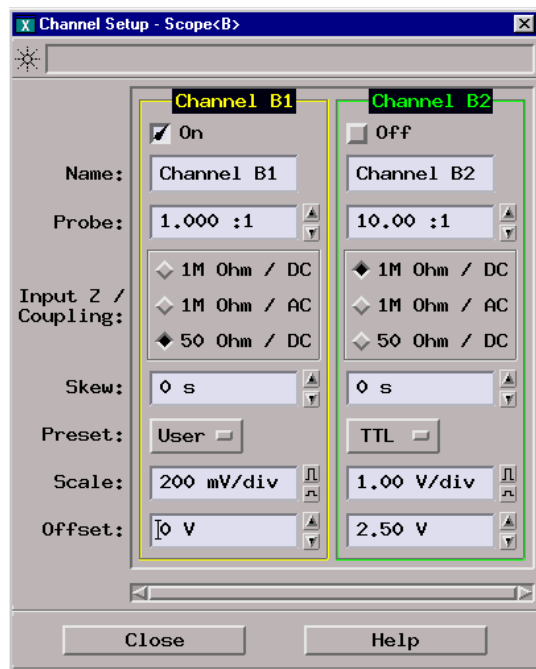 X Channel Setup - Scope<B>
Channel B1 Channel B2
On Off
Name: Channel B1 Channel B2
Probe: 1.000 :1 10.00 :1
1M Ohm / DC 1M Ohm / DC
Input Z / Coupling: 1M Ohm / AC 1M Ohm / AC
50 Ohm / DC 50 Ohm / DC
Skew: 0 s 0 s
Preset: User TTL
Scale: 200 mV/div 1.00 V/div
Offset: 0 V 2.50 V
Close Help